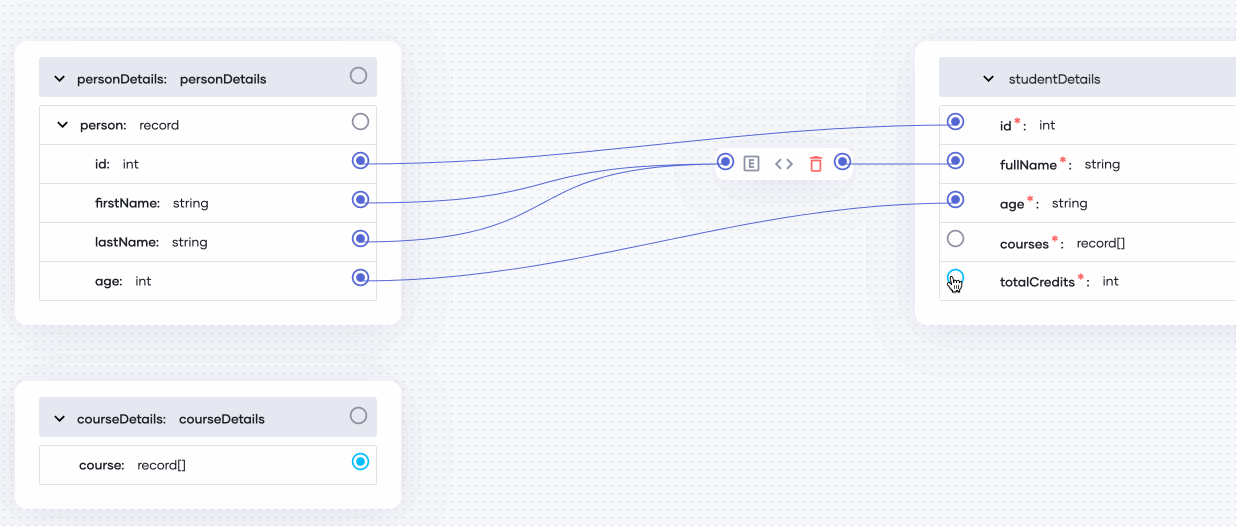 personDetails: personDetails
person: record
id: int
firstName: string
lastName: string
age: int
E <>
studentDetails
id*: int
fullName*: string
age*: string
courses*: record[]
totalCredits*: int
courseDetails: courseDetails
course: record[]